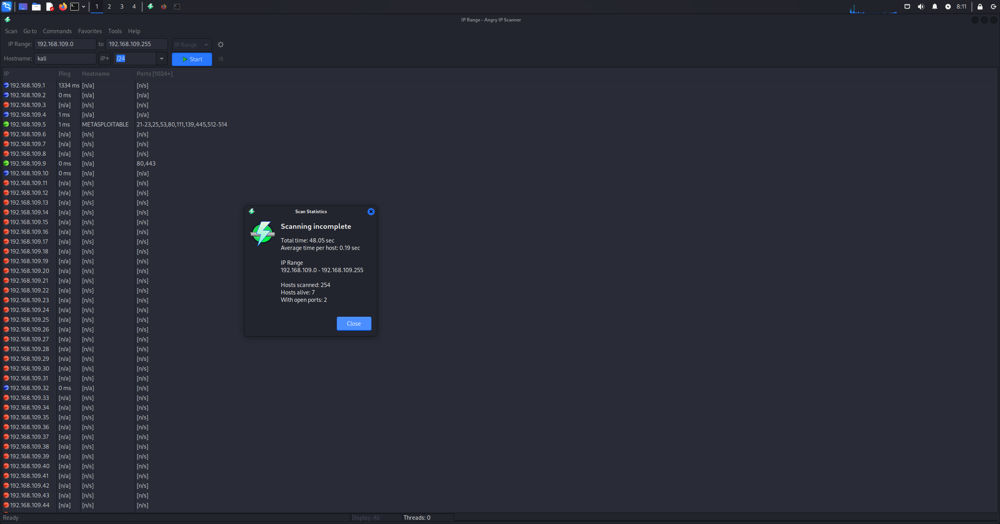 1 2 3 4 8:11
IP Range - Angry IP Scanner
Scan Go to Commands Favorites Tools Help
IP Range: 192.168.109.0 to 192.168.109.255 IP Range
Hostname: kali IP↑ /24 Start
IP Ping Hostname Ports [1024+]
192.168.109.1 1334 ms [n/a] [n/s]
192.168.109.2 0 ms [n/a] [n/a]
192.168.109.3 [n/a] [n/s] [n/s]
192.168.109.4 1 ms [n/a] [n/a]
192.168.109.5 1 ms METASPLOITABLE 21-23,25,53,80,111,139,445,512-514
192.168.109.6 [n/a] [n/s] [n/s]
192.168.109.7 [n/a] [n/s] [n/s]
192.168.109.8 [n/a] [n/s] [n/s]
192.168.109.9 0 ms [n/a] 80,443
192.168.109.10 0 ms [n/a] [n/a]
192.168.109.11 [n/a] [n/s] [n/s]
192.168.109.12 [n/a] [n/s] [n/s]
192.168.109.13 [n/a] [n/s] [n/s]
192.168.109.14 [n/a] [n/s] [n/s]
192.168.109.15 [n/a] [n/s] [n/s]
192.168.109.16 [n/a] [n/s] [n/s]
192.168.109.17 [n/a] [n/s] [n/s]
192.168.109.18 [n/a] [n/s] [n/s]
192.168.109.19 [n/a] [n/s] [n/s]
192.168.109.20 [n/a] [n/s] [n/s]
192.168.109.21 [n/a] [n/s] [n/s]
192.168.109.22 [n/a] [n/s] [n/s]
192.168.109.23 [n/a] [n/s] [n/s]
192.168.109.24 [n/a] [n/s] [n/s]
192.168.109.25 [n/a] [n/s] [n/s]
192.168.109.26 [n/a] [n/s] [n/s]
192.168.109.27 [n/a] [n/s] [n/s]
192.168.109.28 [n/a] [n/s] [n/s]
192.168.109.29 [n/a] [n/s] [n/s]
192.168.109.30 [n/a] [n/s] [n/s]
192.168.109.31 [n/a] [n/s] [n/s]
192.168.109.32 0 ms [n/a] [n/s]
192.168.109.33 [n/a] [n/s] [n/s]
192.168.109.34 [n/a] [n/s] [n/s]
192.168.109.35 [n/a] [n/s] [n/s]
192.168.109.36 [n/a] [n/s] [n/s]
192.168.109.37 [n/a] [n/s] [n/s]
192.168.109.38 [n/a] [n/s] [n/s]
192.168.109.39 [n/a] [n/s] [n/s]
192.168.109.40 [n/a] [n/s] [n/s]
192.168.109.41 [n/a] [n/s] [n/s]
192.168.109.42 [n/a] [n/s] [n/s]
192.168.109.43 [n/a] [n/s] [n/s]
192.168.109.44 [n/a] [n/s] [n/s]
Scan Statistics
Scanning incomplete
Total time: 48.05 sec
Average time per host: 0.19 sec
IP Range
192.168.109.0 - 192.168.109.255
Hosts scanned: 254
Hosts alive: 7
With open ports: 2
Close
Ready Display: All Threads: 0